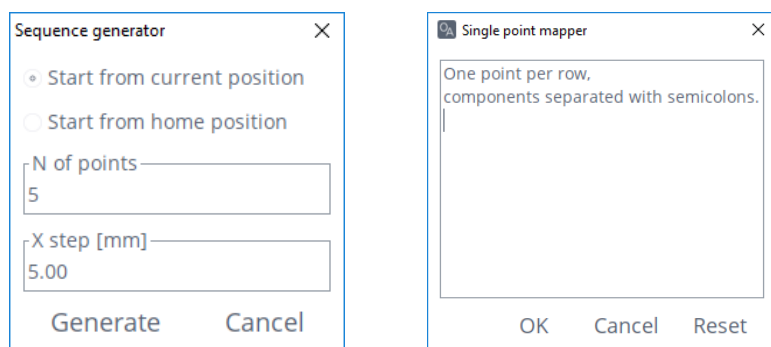 Sequence generator
Start from current position
Start from home position
N of points
5
X step [mm]
5.00
Generate Cancel
OA Single point mapper
One point per row,
components separated with semicolons.
OK Cancel Reset